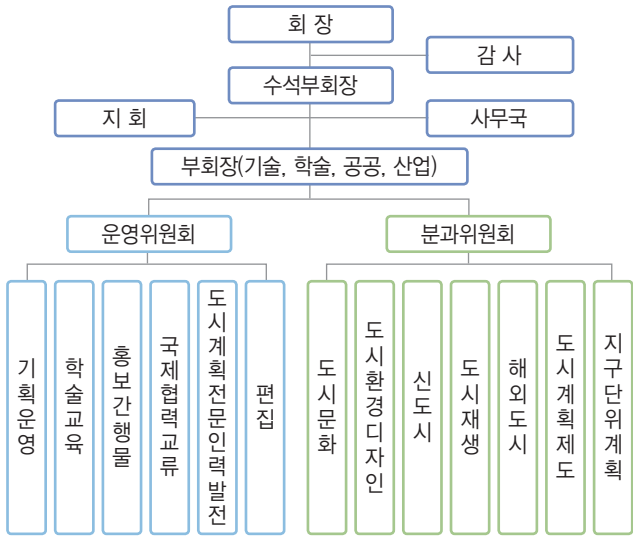 회 장
감 사
수석부회장
지 회
사무국
부회장(기술, 학술, 공공, 산업)
운영위원회
분과위원회
기획운영
학술교육
홍보간행물
국제협력교류
도시계획전문인력발전
편집
도시문화
도시환경디자인
신도시
도시재생
해외도시
도시계획제도
지구단위계획